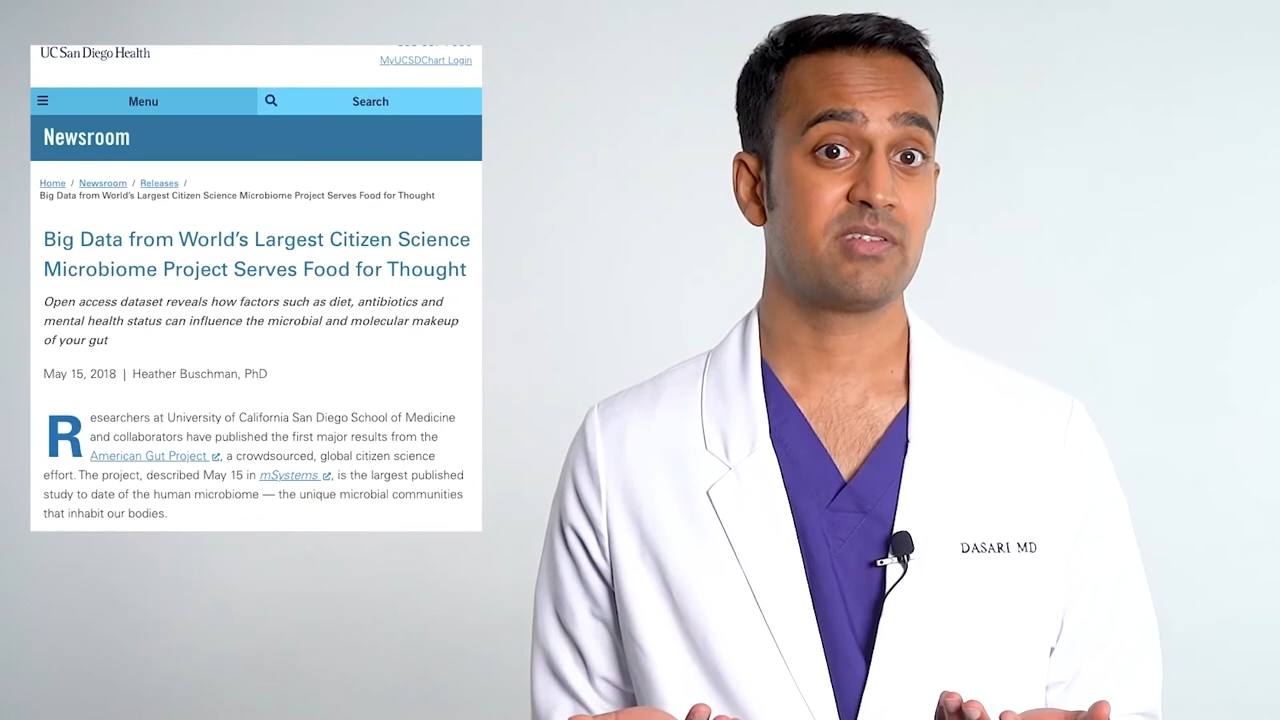 UC San Diego Health
MyUCSDChart Login
Menu
Search
Newsroom
Home / Newsroom / Releases /
Big Data from World's Largest Citizen Science Microbiome Project Serves Food for Thought
Big Data from World's Largest Citizen Science
Microbiome Project Serves Food for Thought
Open access dataset reveals how factors such as diet, antibiotics and
mental health status can influence the microbial and molecular makeup
of your gut
May 15, 2018 | Heather Buschman, PhD
Researchers at University of California San Diego School of Medicine
and collaborators have published the first major results from the
American Gut Project, a crowdsourced, global citizen science
effort. The project, described May 15 in mSystems, is the largest published
study to date of the human microbiome — the unique microbial communities
that inhabit our bodies.
DASARI MD